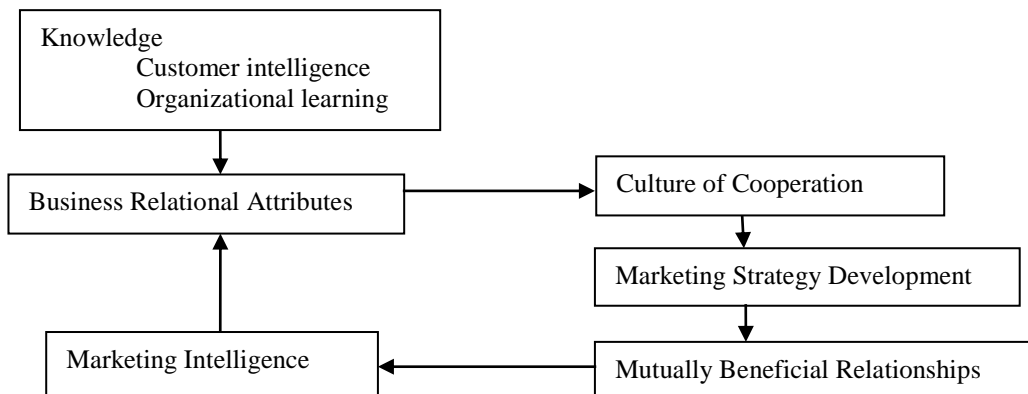 Knowledge
Customer intelligence
Organizational learning
Business Relational Attributes
Culture of Cooperation
Marketing Strategy Development
Marketing Intelligence
Mutually Beneficial Relationships